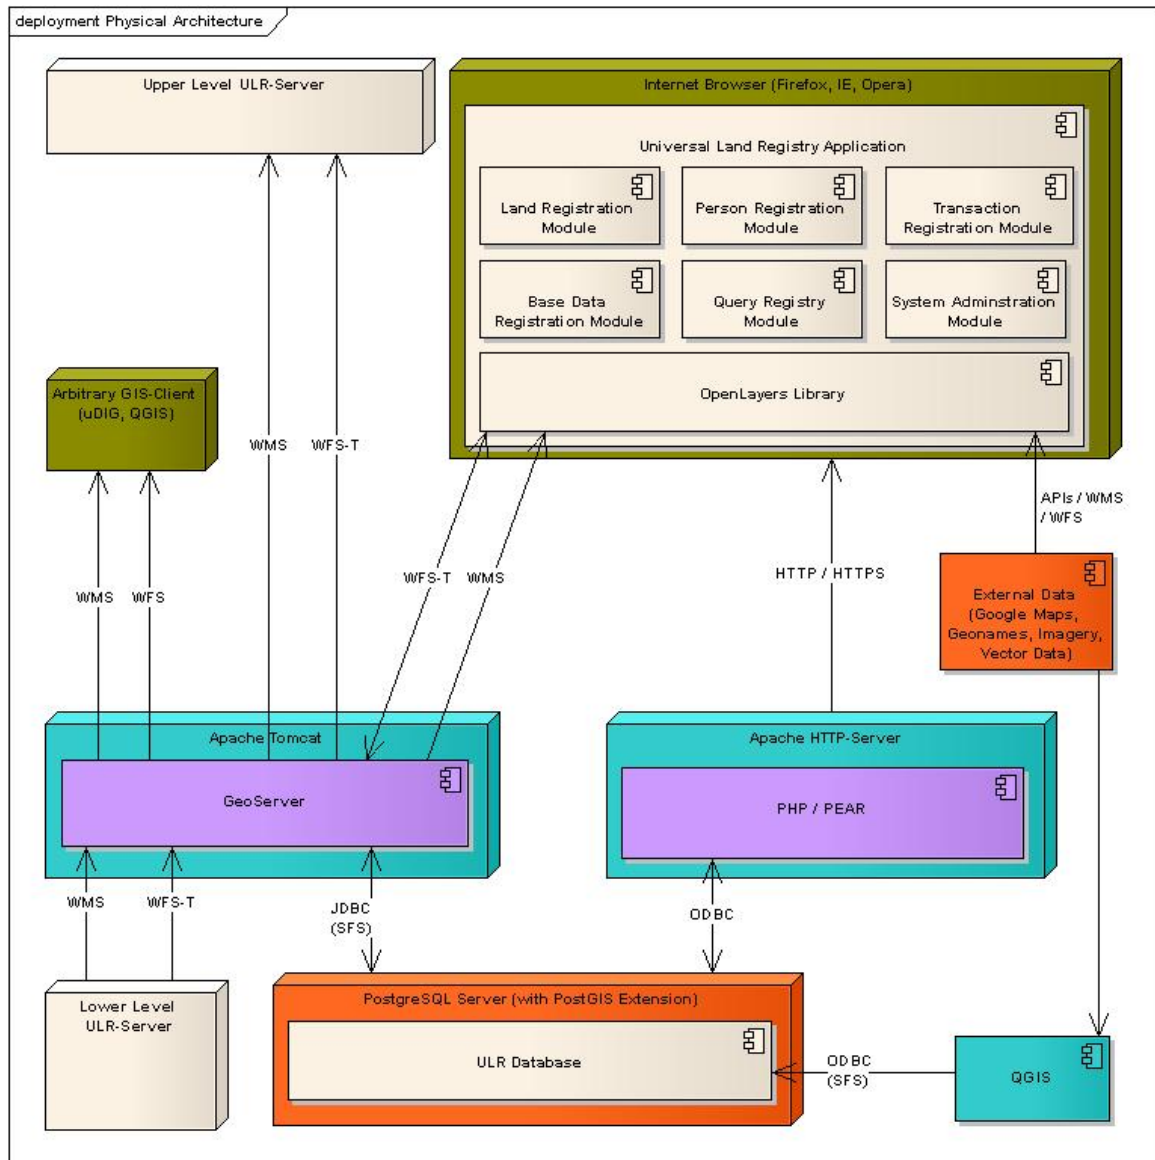 deployment Physical Architecture
Upper Level ULR-Server
Internet Browser (Firefox, IE, Opera)
Universal Land Registry Application
Land Registration
Module
Person Registration
Module
Transaction
Registration Module
Base Data
Registration Module
Query Registry
Module
System Adminstration
Module
OpenLayers Library
Arbitrary GIS-Client
(uDIG, QGIS)
WMS
WFS-T
APIs / WMS
/ WFS
WFS-T
WMS
HTTP / HTTPS
WMS
WFS
External Data
(Google Maps,
Geonames, Imagery,
Vector Data)
Apache Tomcat
GeoServer
Apache HTTP-Server
PHP / PEAR
WMS
WFS-T
JDBC
(SFS)
ODBC
Lower Level
ULR-Server
PostgreSQL Server (with PostGIS Extension)
ULR Database
ODBC
(SFS)
QGIS